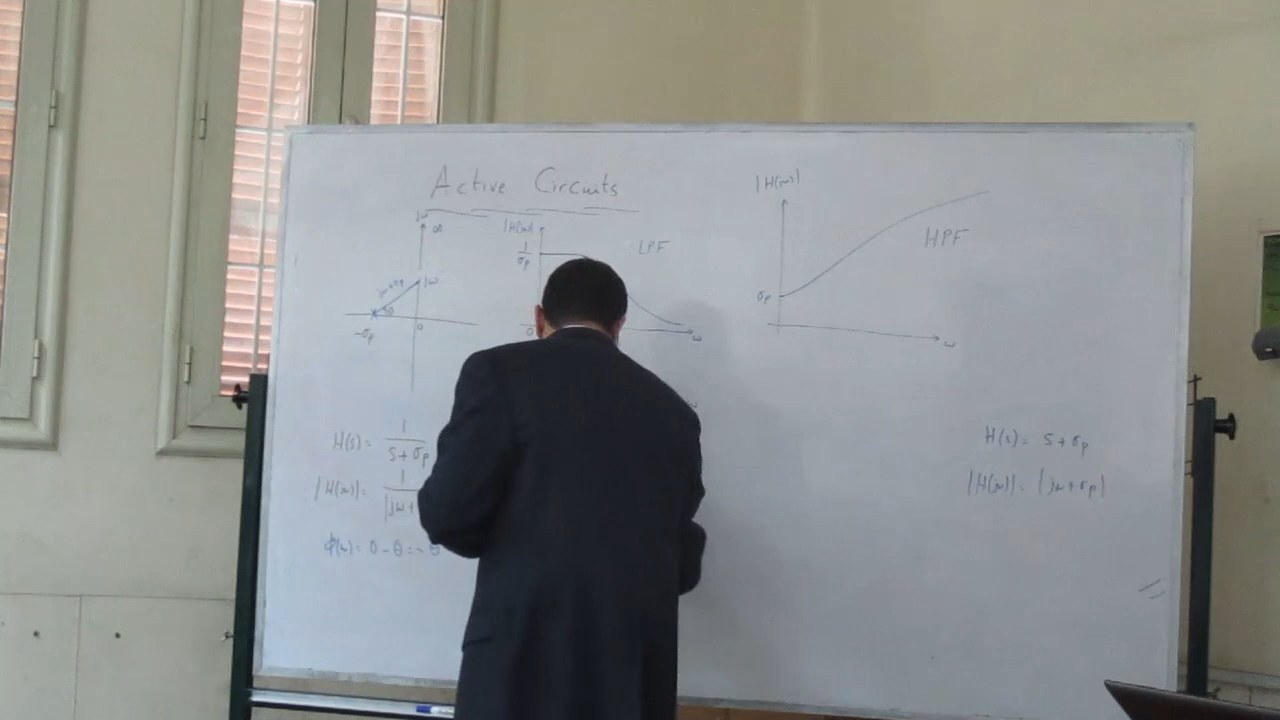 Active Circuits
jω
∞
jω+σp
jω
θ
-σp
0
|H(jω)|
1/σp
LPF
0
ω
|H(jω)|
HPF
σp
ω
ω
H(s) = 1/(s+σp)
|H(jω)| = 1/|jω+
ϕ(ω) = 0 - θ = -θ
H(s) = s+σp
|H(jω)| = |jω+σp|